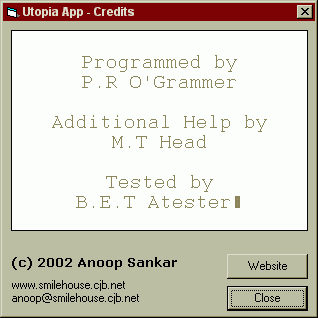 Utopia App - Credits
Programmed by
P.R O'Grammer
Additional Help by
M.T Head
Tested by
B.E.T Atester
(c) 2002 Anoop Sankar
www.smilehouse.cjb.net
anoop@smilehouse.cjb.net
Website
Close